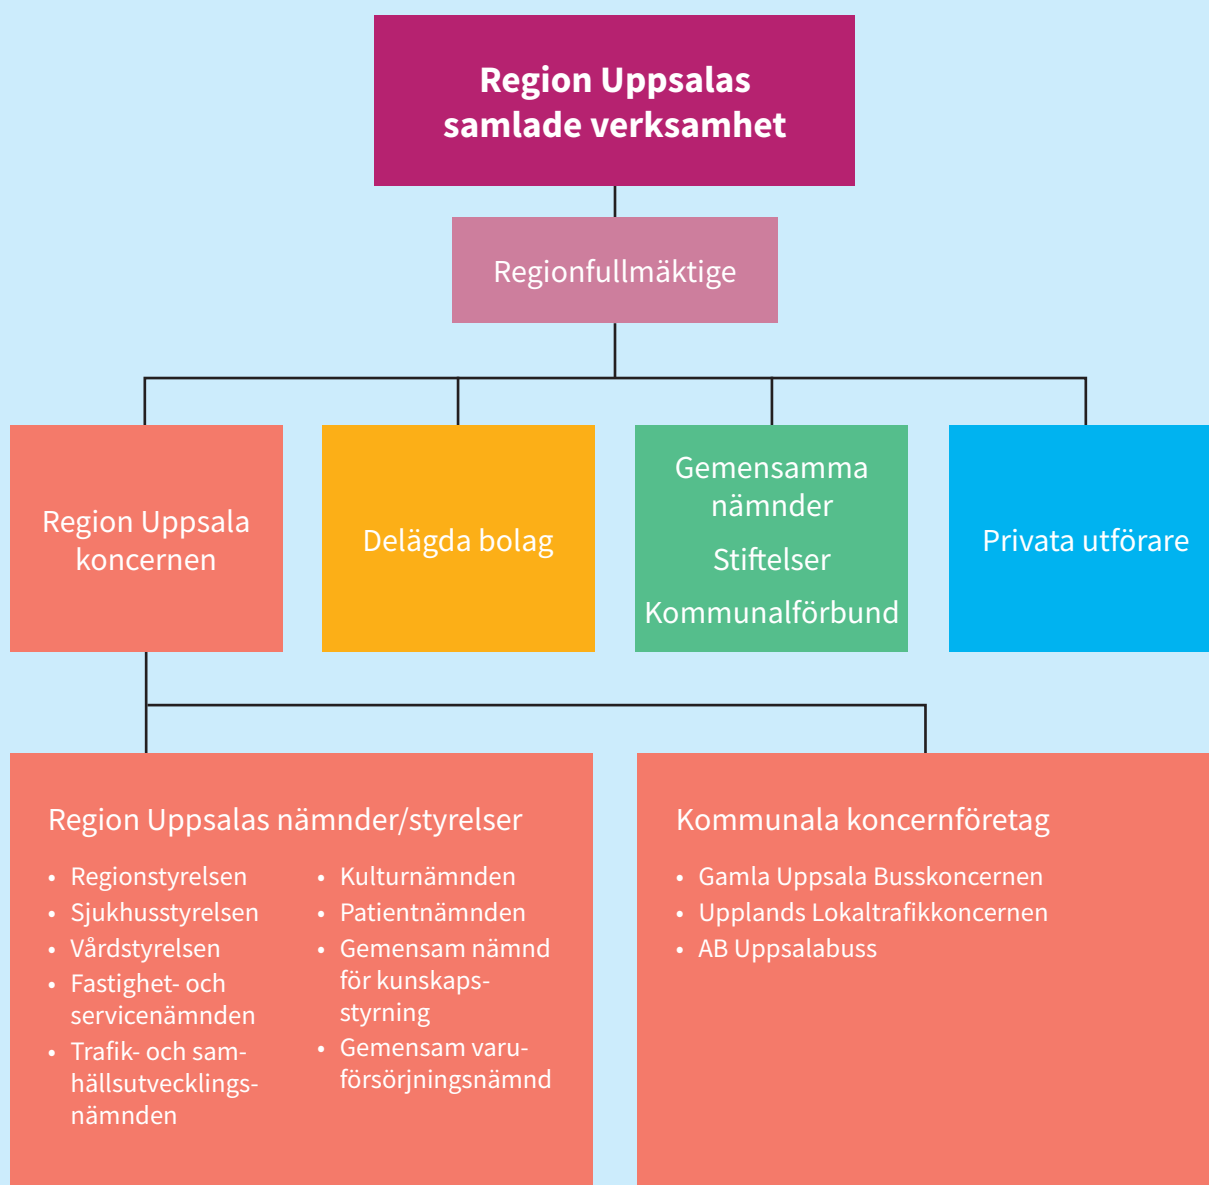 Region Uppsalas
samlade verksamhet
Regionfullmäktige
Region Uppsala
koncernen
Delägda bolag
Gemensamma
nämnder
Stiftelser
Kommunalförbund
Privata utförare
Region Uppsalas nämnder/styrelser
• Regionstyrelsen
• Sjukhusstyrelsen
• Vårdstyrelsen
• Fastighet- och
servicenämnden
• Trafik- och sam-
hällsutvecklings-
nämnden
• Kulturnämnden
• Patientnämnden
• Gemensam nämnd
för kunskaps-
styrning
• Gemensam varu-
försörjningsnämnd
Kommunala koncernföretag
• Gamla Uppsala Busskoncernen
• Upplands Lokaltrafikkoncernen
• AB Uppsalabuss